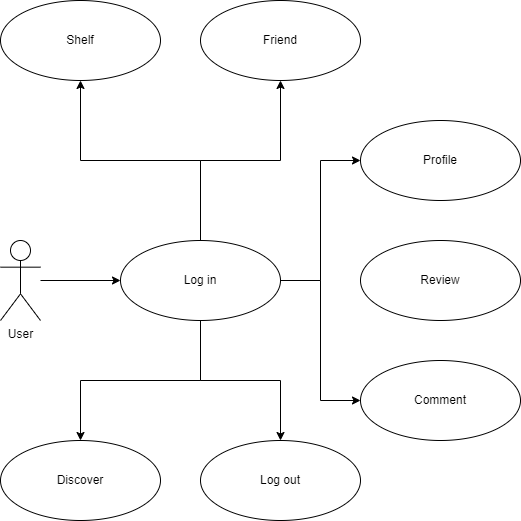 Shelf
Friend
Profile
Log in
Review
User
Comment
Discover
Log out